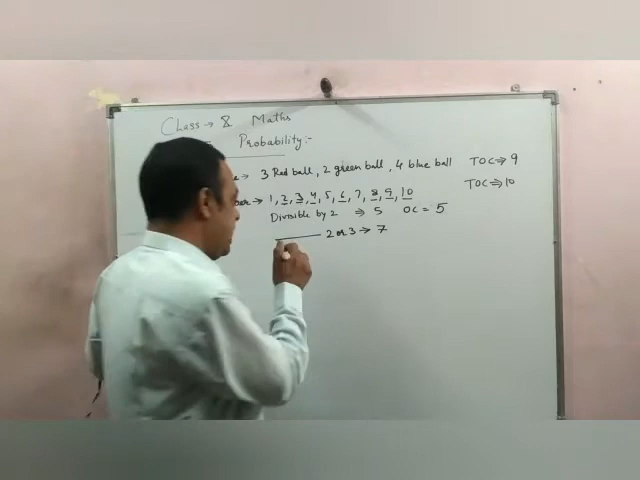 Class → 8 Maths
Probability:-
3 Red ball, 2 green ball, 4 blue ball TOC → 9
→ 1, 2, 3, 4, 5, 6, 7, 8, 9, 10 TOC → 10
Divisible by 2 ⇒ 5 OC = 5
2 or 3 → 7